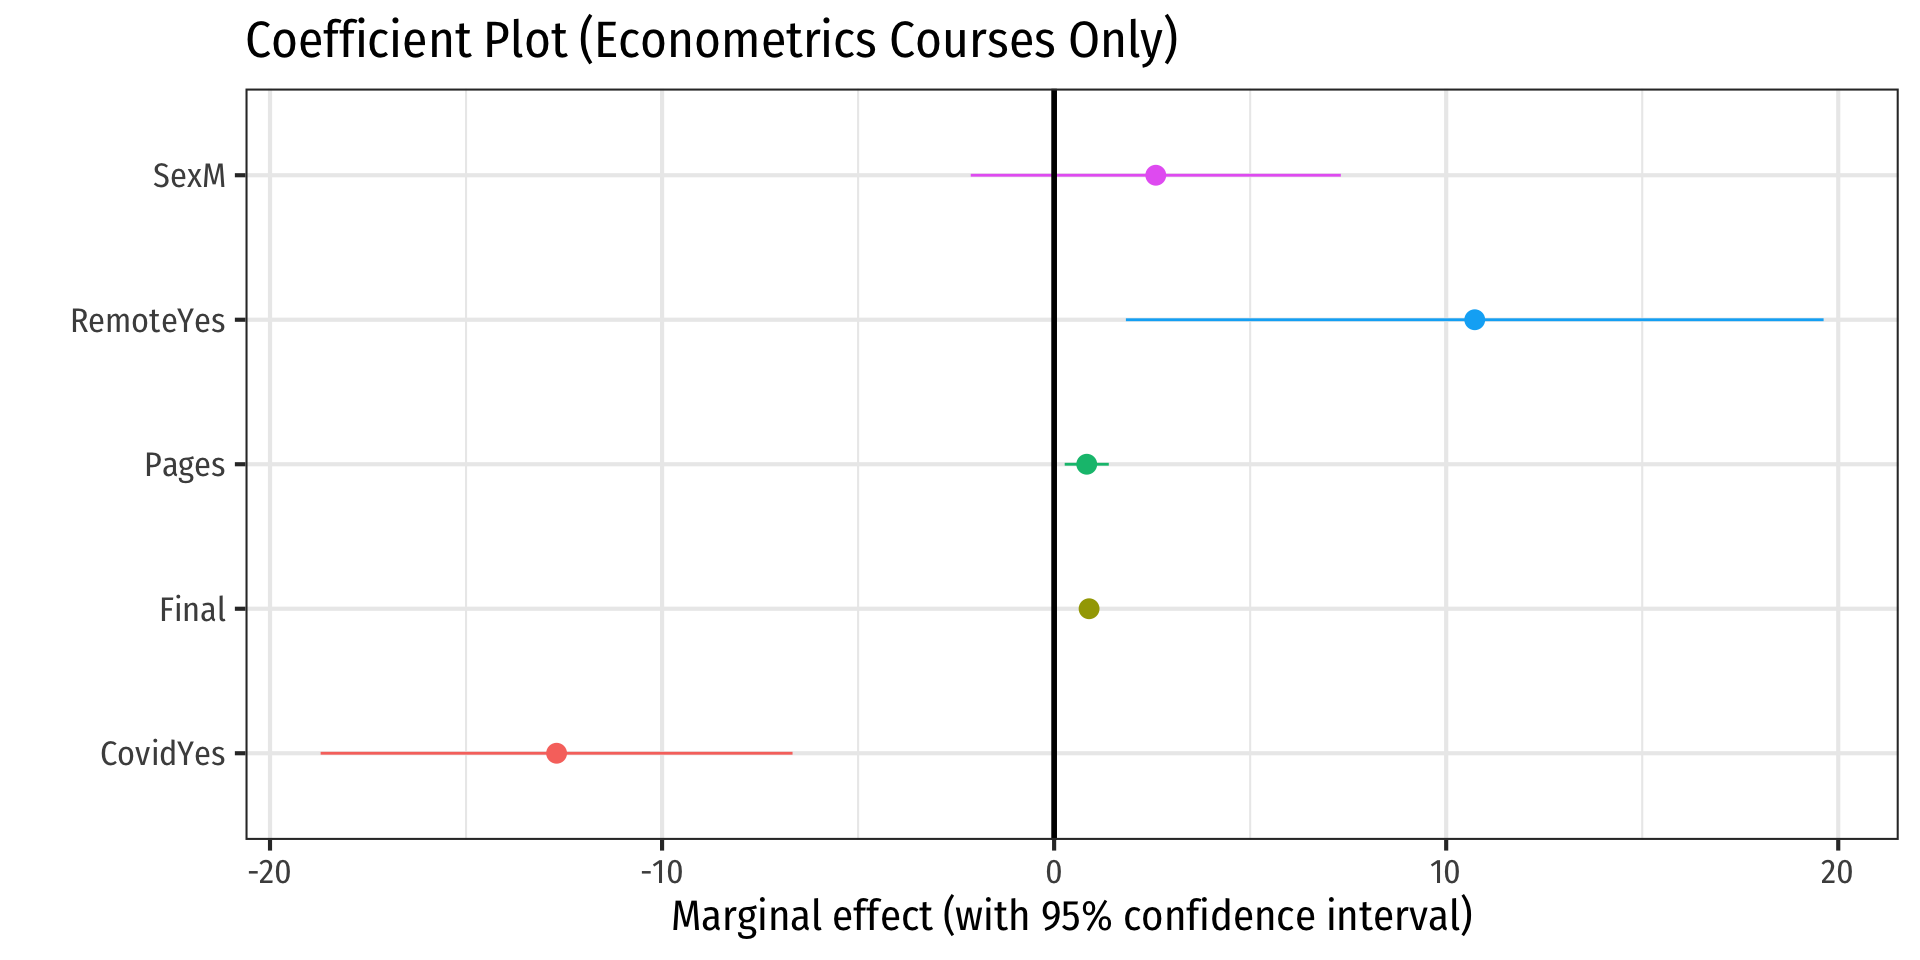 Coefficient Plot (Econometrics Courses Only)
SexM
RemoteYes
Pages
Final
CovidYes
-20 -10 0 10 20
Marginal effect (with 95% confidence interval)